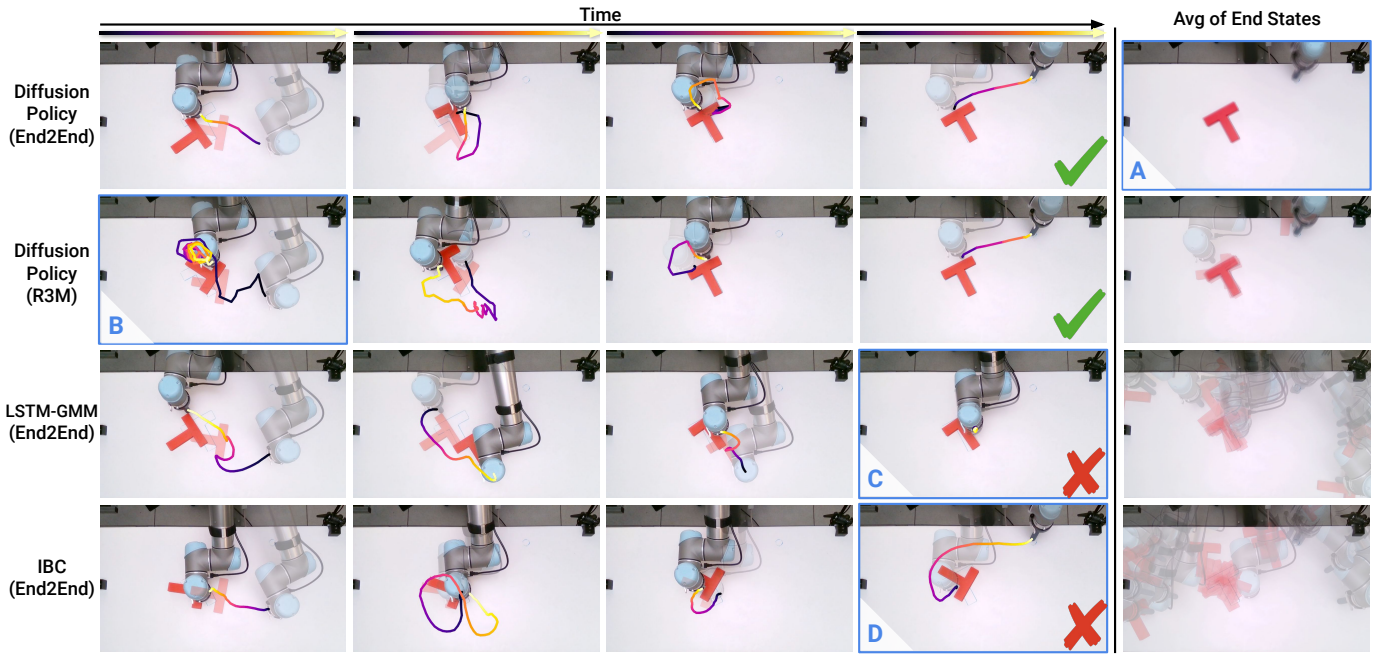 Time
Avg of End States
Diffusion
Policy
(End2End)
A
Diffusion
Policy
(R3M)
B
LSTM-GMM
(End2End)
C
IBC
(End2End)
D